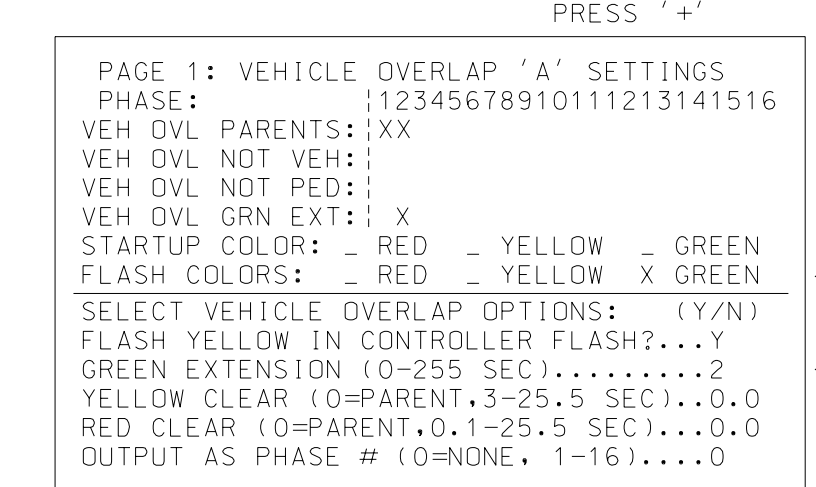 PRESS '+'
PAGE 1: VEHICLE OVERLAP 'A' SETTINGS
PHASE: ¦12345678910111213141516
VEH OVL PARENTS:¦XX
VEH OVL NOT VEH:¦
VEH OVL NOT PED:¦
VEH OVL GRN EXT:¦ X
STARTUP COLOR: _ RED _ YELLOW _ GREEN
FLASH COLORS: _ RED _ YELLOW X GREEN
SELECT VEHICLE OVERLAP OPTIONS: (Y/N)
FLASH YELLOW IN CONTROLLER FLASH?...Y
GREEN EXTENSION (0-255 SEC).........2
YELLOW CLEAR (0=PARENT,3-25.5 SEC)..0.0
RED CLEAR (0=PARENT,0.1-25.5 SEC)...0.0
OUTPUT AS PHASE # (0=NONE, 1-16)....0